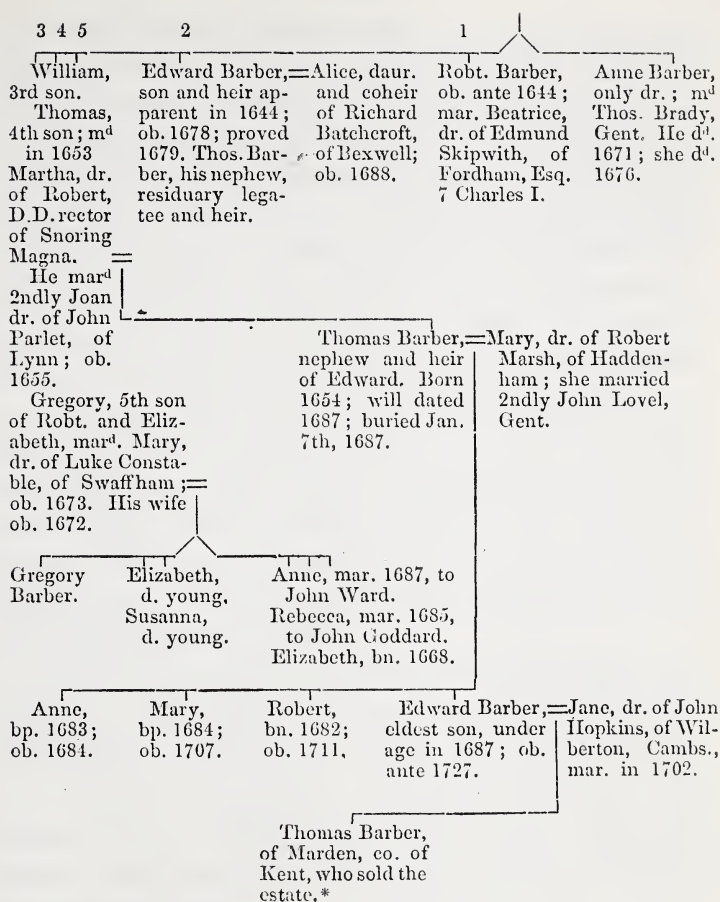 3 4 5 2 1
William,
3rd son.
Thomas,
4th son; md
in 1653
Martha, dr.
of Robert,
D.D. rector
of Snoring
Magna. =
He mard
2ndly Joan
dr. of John
Parlet, of
Lynn; ob.
1655.
Gregory, 5th son
of Robt. and Eliz-
abeth, mard. Mary,
dr. of Luke Consta-
ble, of Swaffham;=
ob. 1673. His wife
ob. 1672.
Edward Barber,=
son and heir ap-
parent in 1644;
ob. 1678; proved
1679. Thos. Bar-
ber, his nephew,
residuary lega-
tee and heir.
Alice, daur.
and coheir
of Richard
Batchcroft,
of Bexwell;
ob. 1688.
Robt. Barber,
ob. ante 1644;
mar. Beatrice,
dr. of Edmund
Skipwith, of
Fordham, Esq.
7 Charles I.
Anne Barber,
only dr.; md
Thos. Brady,
Gent. He dd.
1671; she dd.
1676.
Thomas Barber,=
nephew and heir
of Edward. Born
1654; will dated
1687; buried Jan.
7th, 1687.
Mary, dr. of Robert
Marsh, of Hadden-
ham; she married
2ndly John Lovel,
Gent.
Gregory
Barber.
Elizabeth,
d. young.
Susanna,
d. young.
Anne, mar. 1687, to
John Ward.
Rebecca, mar. 1685,
to John Goddard.
Elizabeth, bn. 1668.
Anne,
bp. 1683;
ob. 1684.
Mary,
bp. 1684;
ob. 1707.
Robert,
bn. 1682;
ob. 1711.
Edward Barber,=
eldest son, under
age in 1687; ob.
ante 1727.
Jane, dr. of John
Hopkins, of Wil-
berton, Cambs.,
mar. in 1702.
Thomas Barber,
of Marden, co. of
Kent, who sold the
estate.*